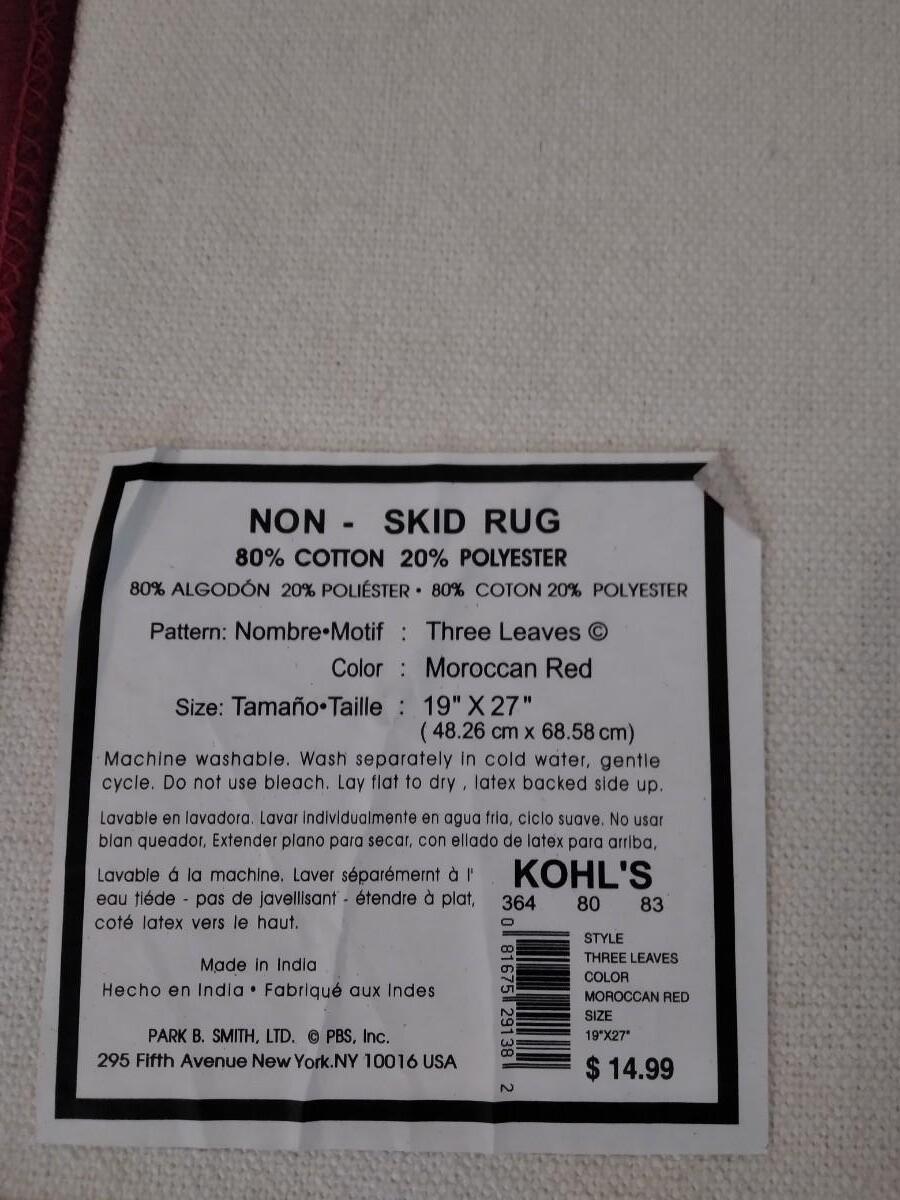 NON - SKID RUG
80% COTTON 20% POLYESTER
80% ALGODÓN 20% POLIÉSTER • 80% COTON 20% POLYESTER
Pattern: Nombre•Motif : Three Leaves ©
Color : Moroccan Red
Size: Tamaño•Taille : 19" X 27"
( 48.26 cm x 68.58 cm)
Machine washable. Wash separately in cold water, gentle
cycle. Do not use bleach. Lay flat to dry , latex backed side up.
Lavable en lavadora. Lavar individualmente en agua fria, ciclo suave. No usar
blan queador, Extender plano para secar, con ellado de latex para arriba,
Lavable á la machine. Laver séparémernt à l'
eau tiéde - pas de javellisant - étendre à plat,
coté latex vers le haut.
Made in India
Hecho en India • Fabriqué aux Indes
PARK B. SMITH, LTD. © PBS, Inc.
295 Fifth Avenue New York.NY 10016 USA
KOHL'S
364 80 83
0 81675 29138 2
STYLE
THREE LEAVES
COLOR
MOROCCAN RED
SIZE
19"X27"
$ 14.99